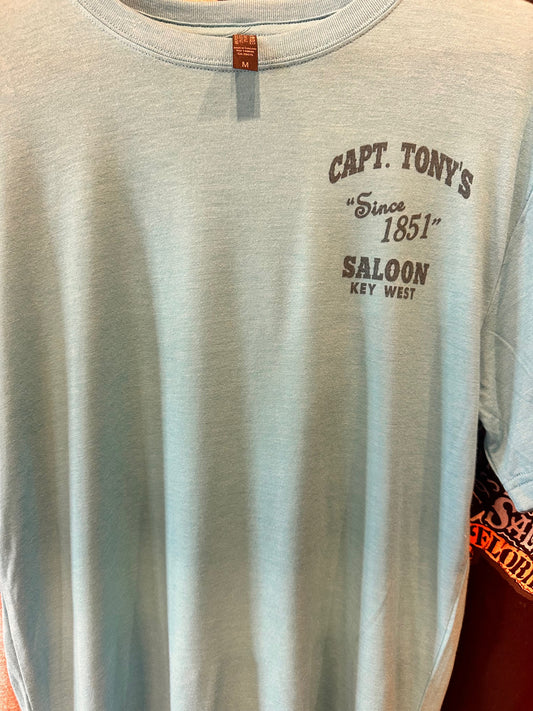 M
CAPT. TONY'S
"Since
1851"
SALOON
KEY WEST